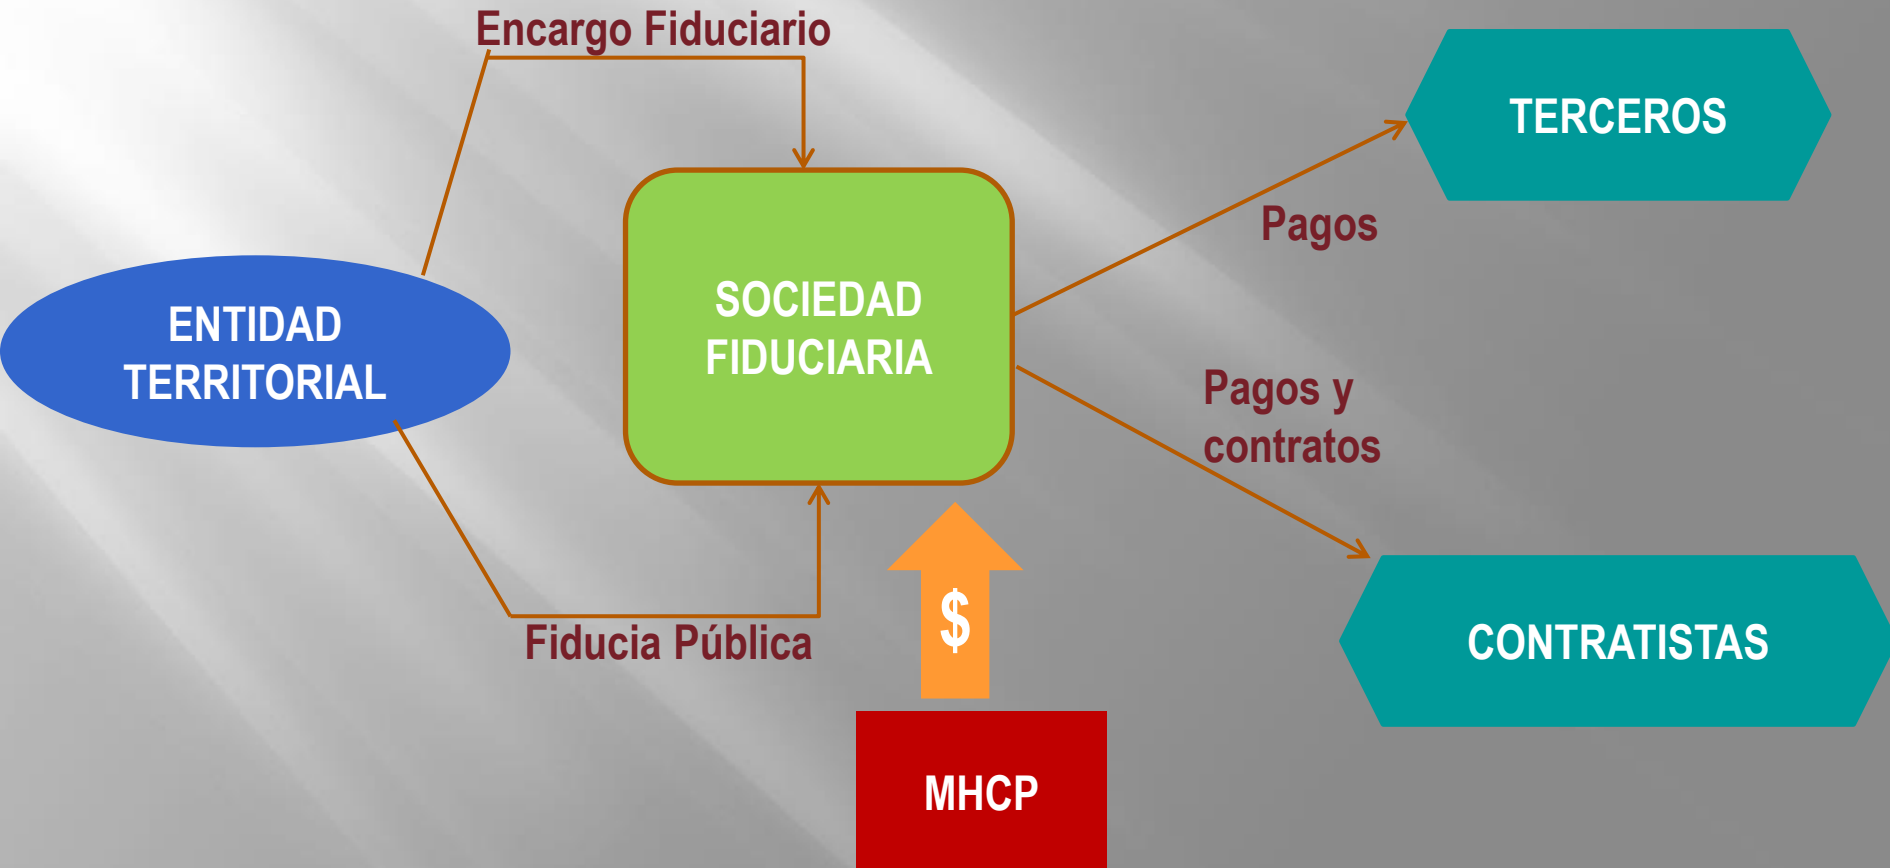 Encargo Fiduciario
TERCEROS
Pagos
SOCIEDAD
FIDUCIARIA
ENTIDAD
TERRITORIAL
Pagos y
contratos
Fiducia Pública
$
CONTRATISTAS
MHCP